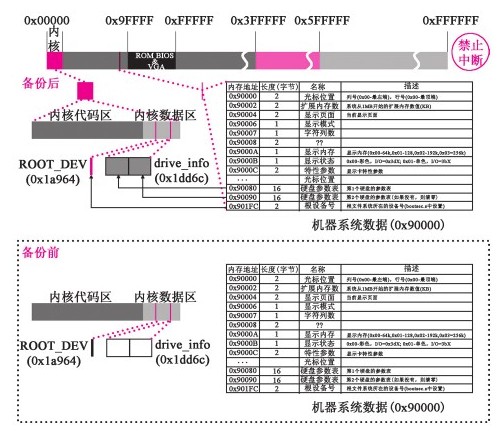 0x00000 0x9FFFF 0xFFFFF 0x3FFFFF 0x5FFFFF 0xFFFFFF
内核
ROM BIOS & VGA
禁止中断
备份后
内核代码区 内核数据区
ROOT_DEV (0x1a964)
drive_info (0x1dd6c)
内存地址 长度(字节) 名称 描述
0x90000 2 光标位置 列号(0x00-最左端), 行号(0x00-最顶端)
0x90002 2 扩展内存数 系统从1MB开始的扩展内存数值(KB)
0x90004 2 显示页面 当前显示页面
0x90006 1 显示模式
0x90007 1 字符列数
0x90008 2 ??
0x9000A 1 显示内存 显示内存(0x00-64k,0x01-128,0x02-192k,0x03=256k)
0x9000B 1 显示状态 0x00-彩色, I/O=0x3dX; 0x01-单色, I/O=3bX
0x9000C 2 特性参数 显示卡特性参数
... 光标位置
0x90080 16 硬盘参数表 第1个硬盘的参数表
0x90090 16 硬盘参数表 第2个硬盘的参数表(如果没有, 则清零)
0x901FC 2 根设备号 根文件系统所在的设备号(bootsec.s中设置)
机器系统数据(0x90000)
备份前
内核代码区 内核数据区
ROOT_DEV (0x1a964)
drive_info (0x1dd6c)
内存地址 长度(字节) 名称 描述
0x90000 2 光标位置 列号(0x00-最左端), 行号(0x00-最顶端)
0x90002 2 扩展内存数 系统从1MB开始的扩展内存数值(KB)
0x90004 2 显示页面 当前显示页面
0x90006 1 显示模式
0x90007 1 字符列数
0x90008 2 ??
0x9000A 1 显示内存 显示内存(0x00-64k,0x01-128,0x02-192k,0x03=256k)
0x9000B 1 显示状态 0x00-彩色, I/O=0x3dX; 0x01-单色, I/O=3bX
0x9000C 2 特性参数 显示卡特性参数
...
0x90080 16 硬盘参数表 第1个硬盘的参数表
0x90090 16 硬盘参数表 第2个硬盘的参数表(如果没有, 则清零)
0x901FC 2 根设备号 根文件系统所在的设备号(bootsec.s中设置)
机器系统数据(0x90000)